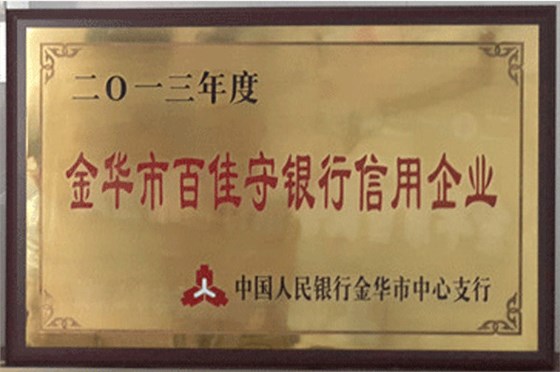 二O一三年度
金华市百佳守银行信用企业
中国人民银行金华市中心支行